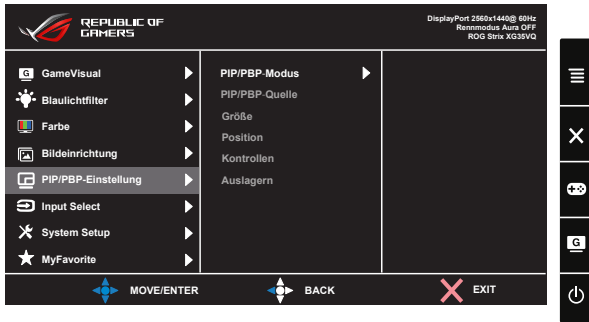 REPUBLIC OF
GAMERS
DisplayPort 2560x1440@ 60Hz
Rennmodus Aura OFF
ROG Strix XG35VQ
G GameVisual
Blaulichtfilter
Farbe
Bildeinrichtung
PIP/PBP-Einstellung
Input Select
System Setup
MyFavorite
PIP/PBP-Modus
PIP/PBP-Quelle
Größe
Position
Kontrollen
Auslagern
G
MOVE/ENTER
BACK
EXIT